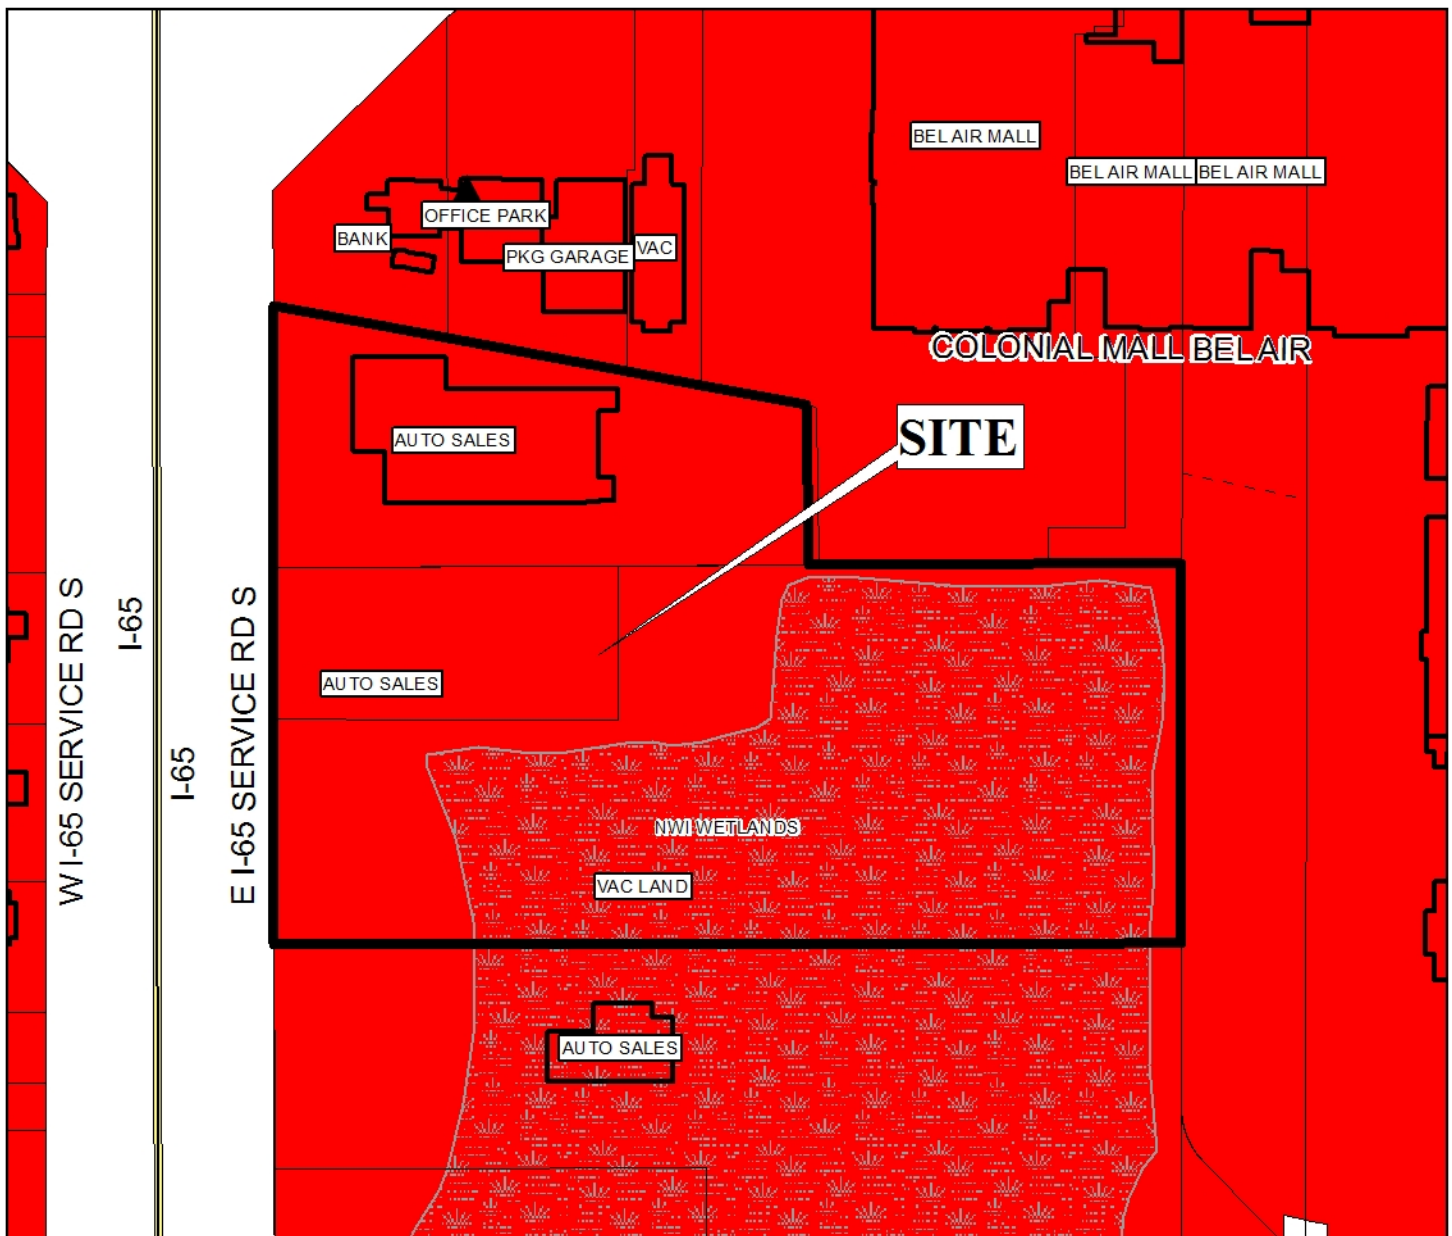 BEL AIR MALL
BEL AIR MALL
BEL AIR MALL
OFFICE PARK
BANK
PKG GARAGE
VAC
COLONIAL MALL BEL AIR
AUTO SALES
SITE
W I-65 SERVICE RD S
I-65
I-65
E I-65 SERVICE RD S
AUTO SALES
NWI WETLANDS
VAC LAND
AUTO SALES